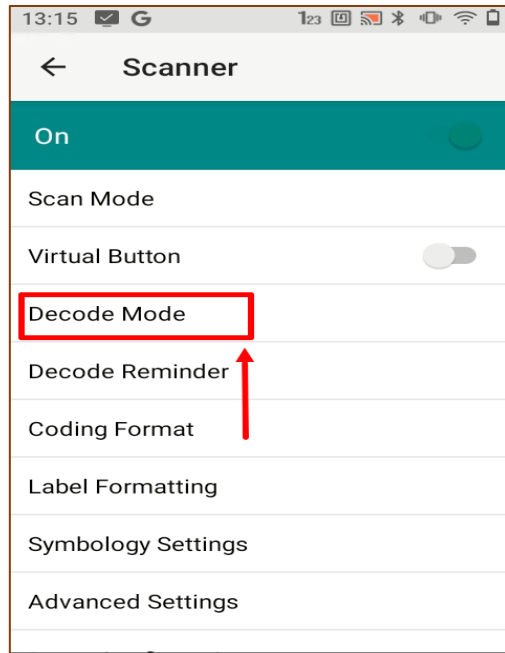 13:15 G 123
Scanner
On
Scan Mode
Virtual Button
Decode Mode
Decode Reminder
Coding Format
Label Formatting
Symbology Settings
Advanced Settings